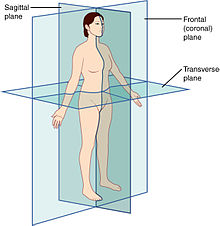 Sagittal
plane
Frontal
(coronal)
plane
Transverse
plane